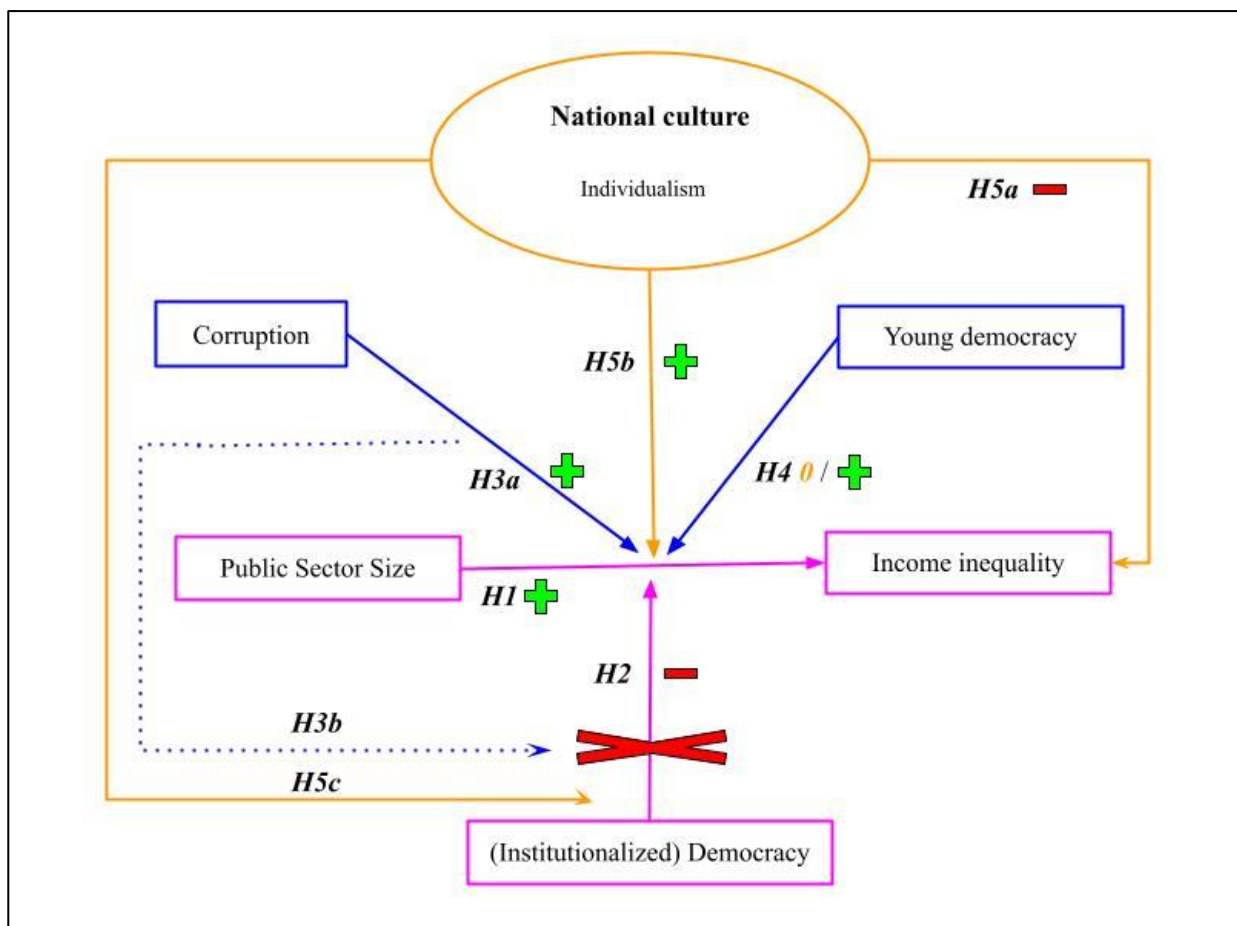 National culture
Individualism
H5a
Corruption
Young democracy
H5b
H3a
H4 0 /
Public Sector Size
Income inequality
H1
H2
H3b
H5c
(Institutionalized) Democracy